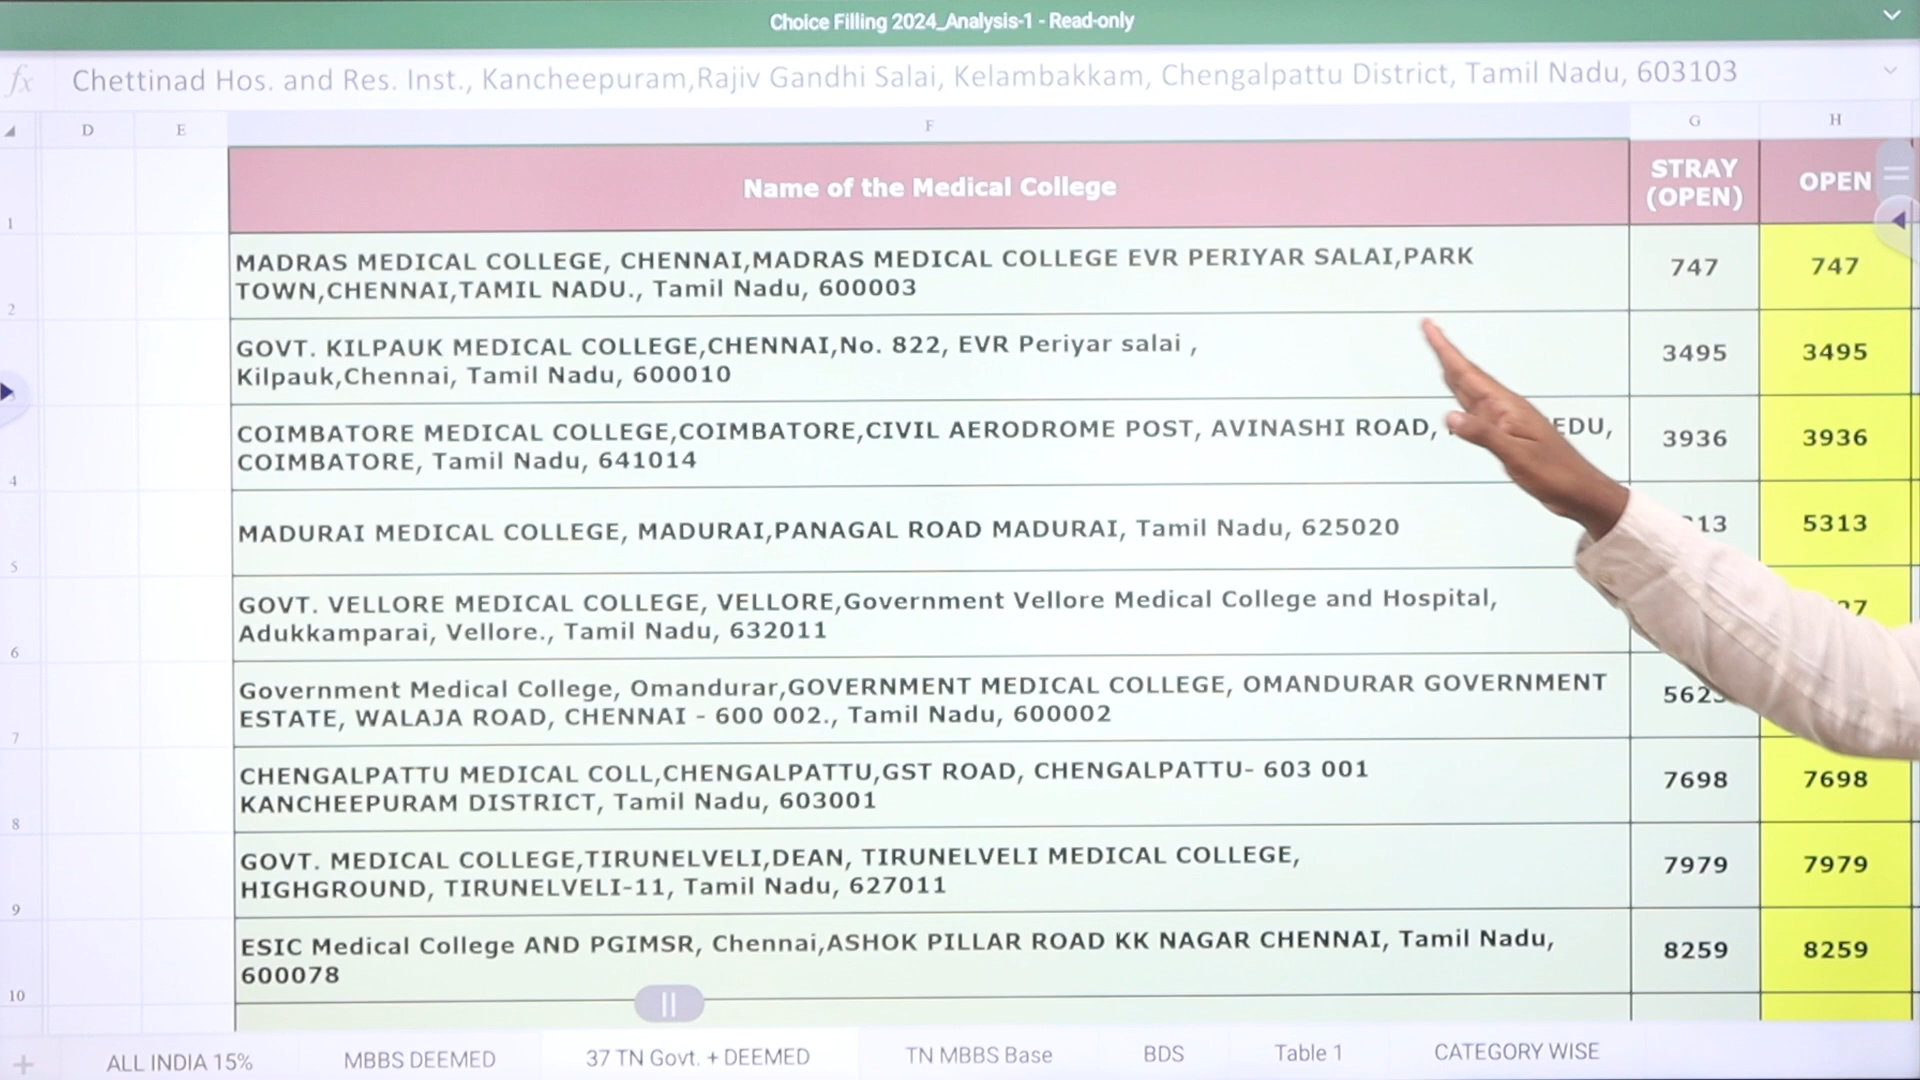 Choice Filling 2024_Analysis-1 - Read-only
fx Chettinad Hos. and Res. Inst., Kancheepuram,Rajiv Gandhi Salai, Kelambakkam, Chengalpattu District, Tamil Nadu, 603103
D E F G H
1 Name of the Medical College STRAY (OPEN) OPEN
MADRAS MEDICAL COLLEGE, CHENNAI,MADRAS MEDICAL COLLEGE EVR PERIYAR SALAI,PARK
2 TOWN,CHENNAI,TAMIL NADU., Tamil Nadu, 600003 747 747
GOVT. KILPAUK MEDICAL COLLEGE,CHENNAI,No. 822, EVR Periyar salai ,
Kilpauk,Chennai, Tamil Nadu, 600010 3495 3495
COIMBATORE MEDICAL COLLEGE,COIMBATORE,CIVIL AERODROME POST, AVINASHI ROAD,
4 COIMBATORE, Tamil Nadu, 641014 3936 3936
5 MADURAI MEDICAL COLLEGE, MADURAI,PANAGAL ROAD MADURAI, Tamil Nadu, 625020 5313
GOVT. VELLORE MEDICAL COLLEGE, VELLORE,Government Vellore Medical College and Hospital,
6 Adukkamparai, Vellore., Tamil Nadu, 632011
Government Medical College, Omandurar,GOVERNMENT MEDICAL COLLEGE, OMANDURAR GOVERNMENT
7 ESTATE, WALAJA ROAD, CHENNAI - 600 002., Tamil Nadu, 600002
CHENGALPATTU MEDICAL COLL,CHENGALPATTU,GST ROAD, CHENGALPATTU- 603 001
8 KANCHEEPURAM DISTRICT, Tamil Nadu, 603001 7698 7698
GOVT. MEDICAL COLLEGE,TIRUNELVELI,DEAN, TIRUNELVELI MEDICAL COLLEGE,
9 HIGHGROUND, TIRUNELVELI-11, Tamil Nadu, 627011 7979 7979
ESIC Medical College AND PGIMSR, Chennai,ASHOK PILLAR ROAD KK NAGAR CHENNAI, Tamil Nadu,
10 600078 8259 8259
ALL INDIA 15% MBBS DEEMED 37 TN Govt. + DEEMED TN MBBS Base BDS Table 1 CATEGORY WISE